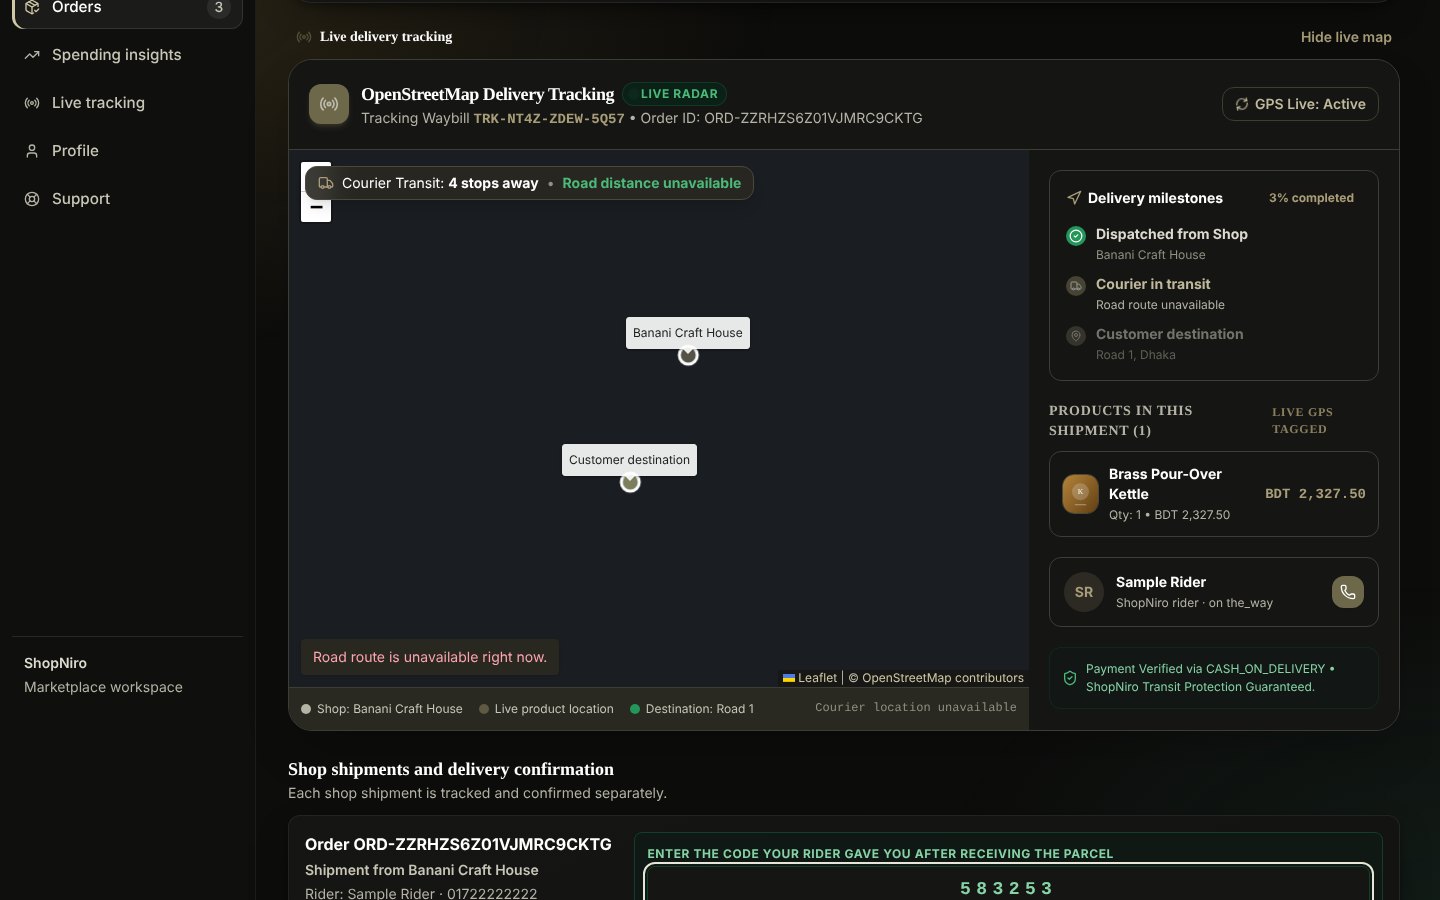 Orders 3
Spending insights
Live tracking
Profile
Support
ShopNiro
Marketplace workspace
Live delivery tracking
Hide live map
OpenStreetMap Delivery Tracking LIVE RADAR
Tracking Waybill TRK-NT4Z-ZDEW-5Q57 • Order ID: ORD-ZZRHZS6Z01VJMRC9CKTG
GPS Live: Active
Courier Transit: 4 stops away • Road distance unavailable
−
Banani Craft House
Customer destination
Road route is unavailable right now.
Leaflet | © OpenStreetMap contributors
Shop: Banani Craft House
Live product location
Destination: Road 1
Courier location unavailable
Delivery milestones
3% completed
Dispatched from Shop
Banani Craft House
Courier in transit
Road route unavailable
Customer destination
Road 1, Dhaka
PRODUCTS IN THIS
SHIPMENT (1)
LIVE GPS
TAGGED
K
Brass Pour-Over
Kettle
Qty: 1 • BDT 2,327.50
BDT 2,327.50
SR
Sample Rider
ShopNiro rider · on the_way
Payment Verified via CASH_ON_DELIVERY •
ShopNiro Transit Protection Guaranteed.
Shop shipments and delivery confirmation
Each shop shipment is tracked and confirmed separately.
Order ORD-ZZRHZS6Z01VJMRC9CKTG
Shipment from Banani Craft House
Rider: Sample Rider · 01722222222
ENTER THE CODE YOUR RIDER GAVE YOU AFTER RECEIVING THE PARCEL
583253